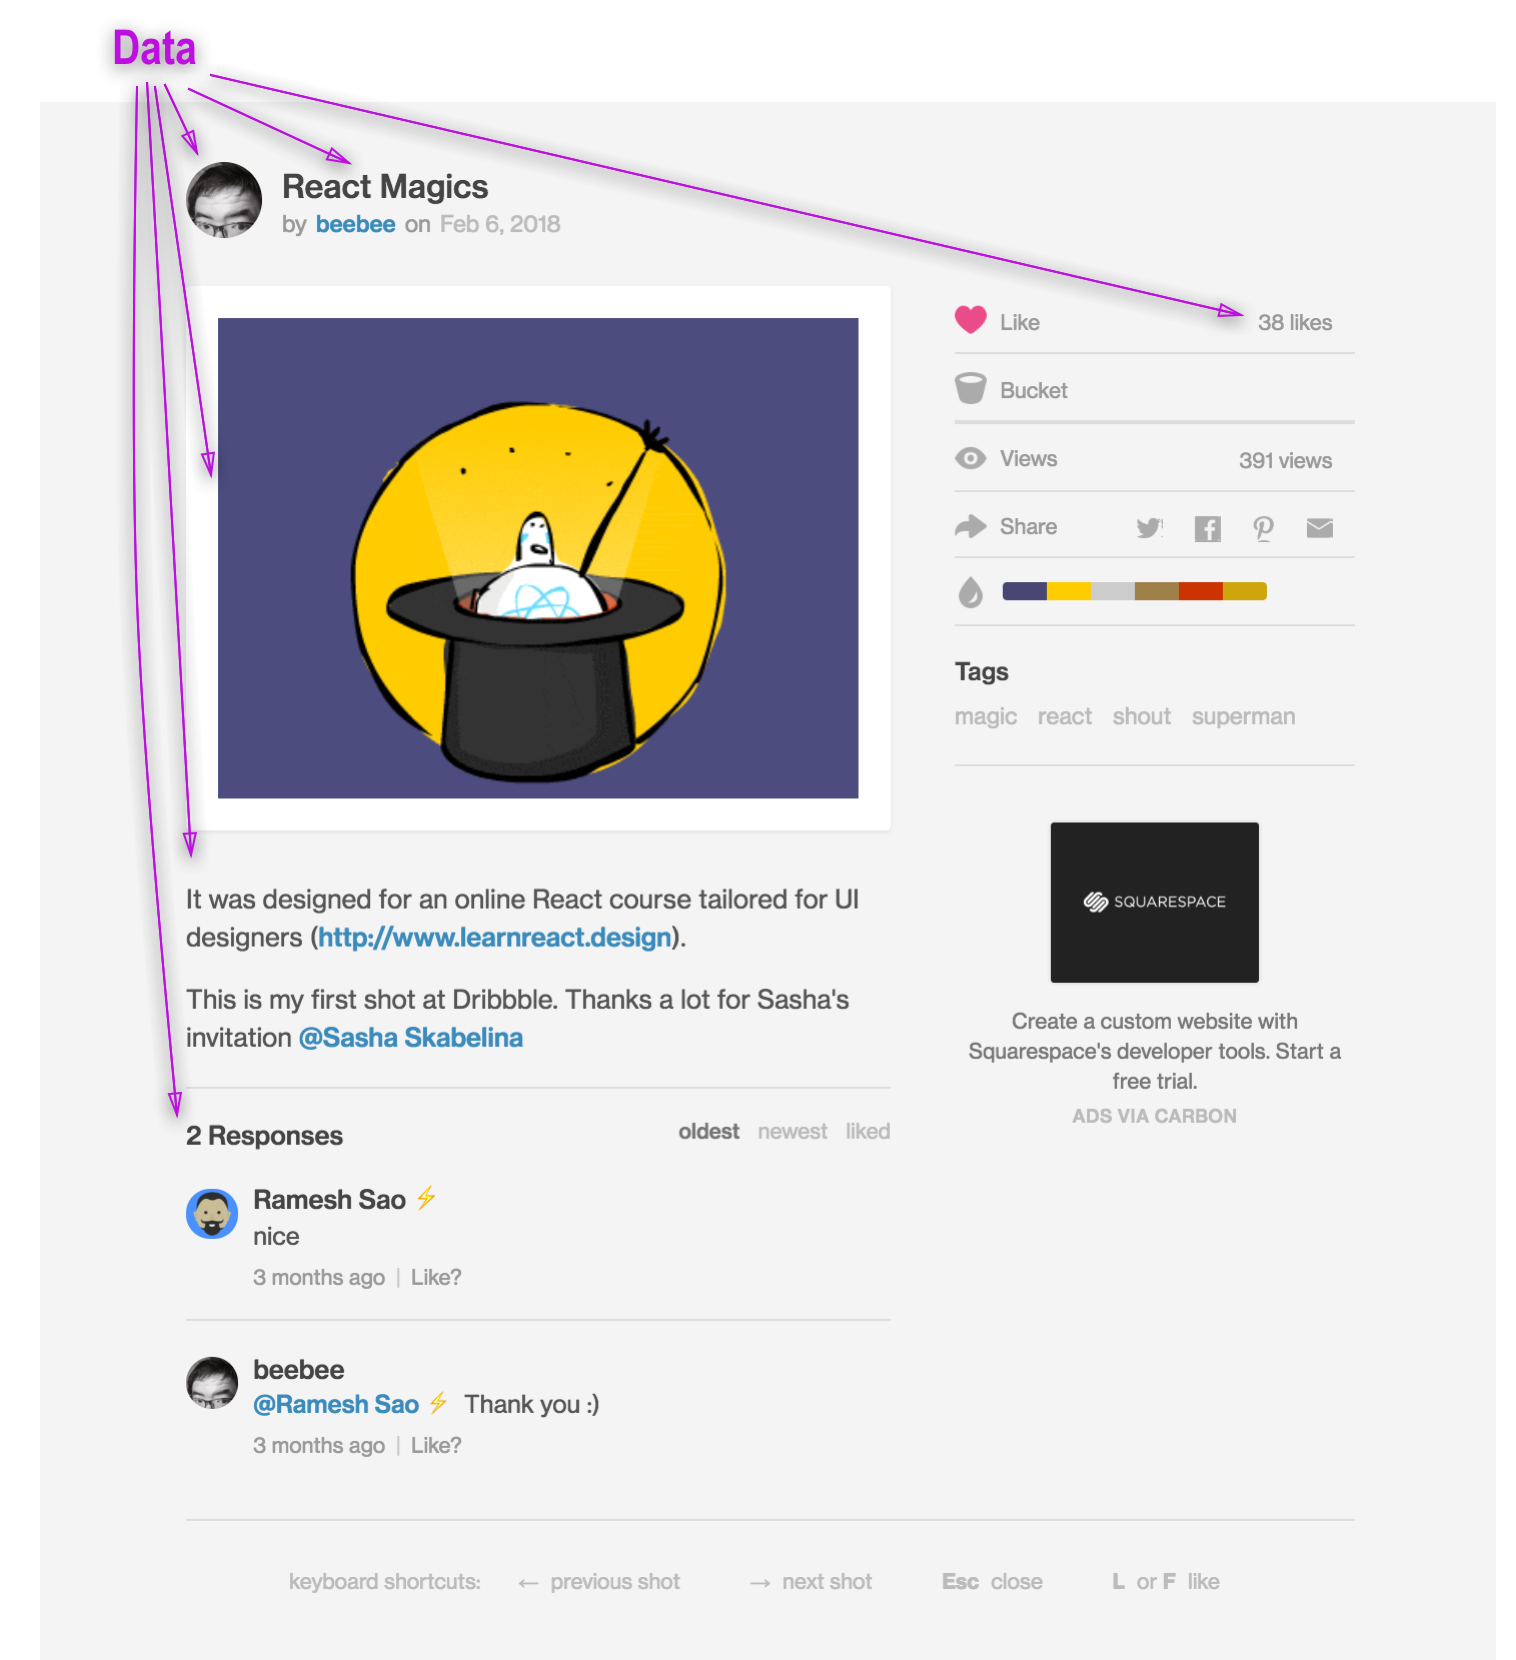 Data
React Magics
by beebee on Feb 6, 2018
Like 38 likes
Bucket
Views 391 views
Share
Tags
magic react shout superman
SQUARESPACE
Create a custom website with
Squarespace's developer tools. Start a
free trial.
ADS VIA CARBON
It was designed for an online React course tailored for UI
designers (http://www.learnreact.design).
This is my first shot at Dribbble. Thanks a lot for Sasha's
invitation @Sasha Skabelina
2 Responses oldest newest liked
Ramesh Sao ⚡
nice
3 months ago | Like?
beebee
@Ramesh Sao ⚡ Thank you :)
3 months ago | Like?
keyboard shortcuts: ← previous shot → next shot Esc close L or F like